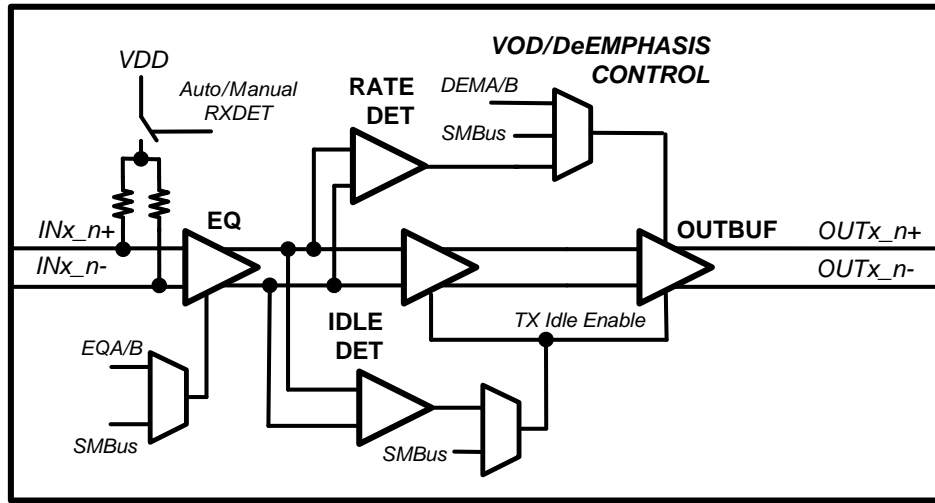 VOD/DeEMPHASIS
CONTROL
VDD
Auto/Manual
RXDET
RATE
DET
DEMA/B
SMBus
EQ
INx_n+
INx_n-
OUTBUF
OUTx_n+
OUTx_n-
IDLE
DET
TX Idle Enable
EQA/B
SMBus
SMBus